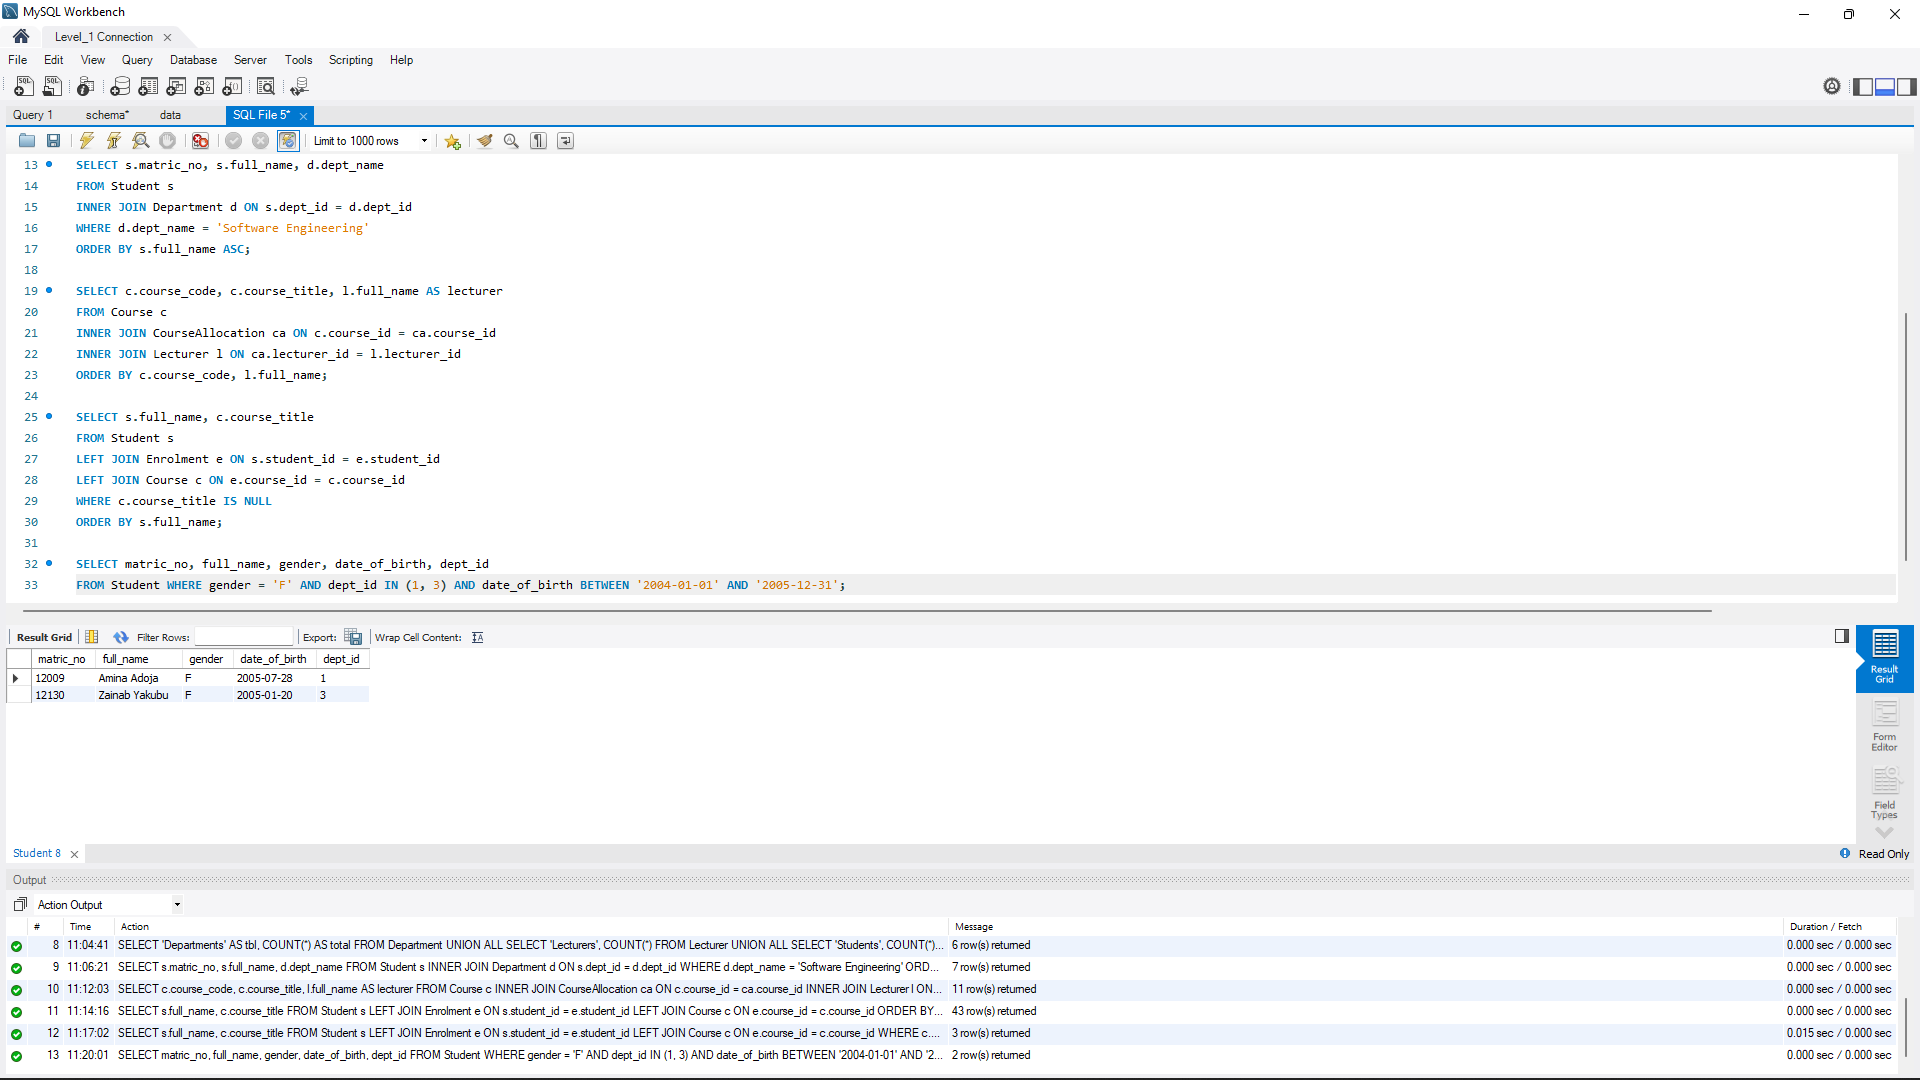 MySQL Workbench
Level_1 Connection
File Edit View Query Database Server Tools Scripting Help
Query 1 schema* data SQL File 5*
Limit to 1000 rows
13 SELECT s.matric_no, s.full_name, d.dept_name
14 FROM Student s
15 INNER JOIN Department d ON s.dept_id = d.dept_id
16 WHERE d.dept_name = 'Software Engineering'
17 ORDER BY s.full_name ASC;
18
19 SELECT c.course_code, c.course_title, l.full_name AS lecturer
20 FROM Course c
21 INNER JOIN CourseAllocation ca ON c.course_id = ca.course_id
22 INNER JOIN Lecturer l ON ca.lecturer_id = l.lecturer_id
23 ORDER BY c.course_code, l.full_name;
24
25 SELECT s.full_name, c.course_title
26 FROM Student s
27 LEFT JOIN Enrolment e ON s.student_id = e.student_id
28 LEFT JOIN Course c ON e.course_id = c.course_id
29 WHERE c.course_title IS NULL
30 ORDER BY s.full_name;
31
32 SELECT matric_no, full_name, gender, date_of_birth, dept_id
33 FROM Student WHERE gender = 'F' AND dept_id IN (1, 3) AND date_of_birth BETWEEN '2004-01-01' AND '2005-12-31';
Result Grid Filter Rows: Export: Wrap Cell Content:
matric_no full_name gender date_of_birth dept_id
12009 Amina Adoja F 2005-07-28 1
12130 Zainab Yakubu F 2005-01-20 3
Result Grid
Form Editor
Field Types
Student 8
Read Only
Output
Action Output
# Time Action Message Duration / Fetch
8 11:04:41 SELECT 'Departments' AS tbl, COUNT(*) AS total FROM Department UNION ALL SELECT 'Lecturers', COUNT(*) FROM Lecturer UNION ALL SELECT 'Students', COUNT(*)... 6 row(s) returned 0.000 sec / 0.000 sec
9 11:06:21 SELECT s.matric_no, s.full_name, d.dept_name FROM Student s INNER JOIN Department d ON s.dept_id = d.dept_id WHERE d.dept_name = 'Software Engineering' ORD... 7 row(s) returned 0.000 sec / 0.000 sec
10 11:12:03 SELECT c.course_code, c.course_title, l.full_name AS lecturer FROM Course c INNER JOIN CourseAllocation ca ON c.course_id = ca.course_id INNER JOIN Lecturer l ON... 11 row(s) returned 0.000 sec / 0.000 sec
11 11:14:16 SELECT s.full_name, c.course_title FROM Student s LEFT JOIN Enrolment e ON s.student_id = e.student_id LEFT JOIN Course c ON e.course_id = c.course_id ORDER BY... 43 row(s) returned 0.000 sec / 0.000 sec
12 11:17:02 SELECT s.full_name, c.course_title FROM Student s LEFT JOIN Enrolment e ON s.student_id = e.student_id LEFT JOIN Course c ON e.course_id = c.course_id WHERE c.... 3 row(s) returned 0.015 sec / 0.000 sec
13 11:20:01 SELECT matric_no, full_name, gender, date_of_birth, dept_id FROM Student WHERE gender = 'F' AND dept_id IN (1, 3) AND date_of_birth BETWEEN '2004-01-01' AND '2... 2 row(s) returned 0.000 sec / 0.000 sec